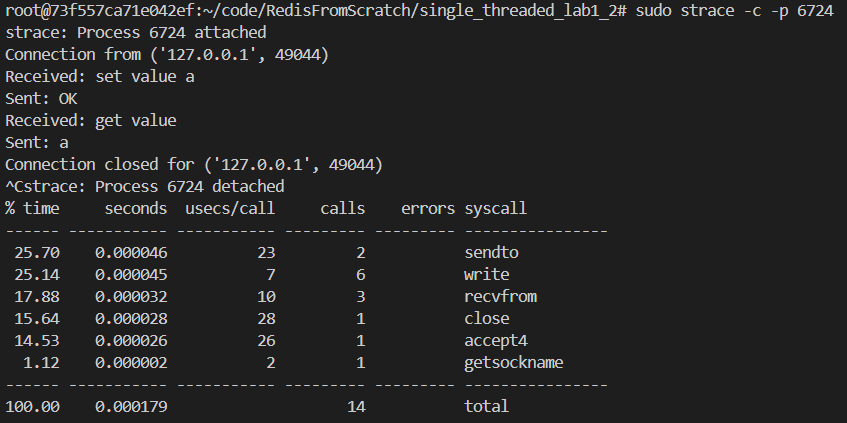 root@73f557ca71e042ef:~/code/RedisFromScratch/single_threaded_lab1_2# sudo strace -c -p 6724
strace: Process 6724 attached
Connection from ('127.0.0.1', 49044)
Received: set value a
Sent: OK
Received: get value
Sent: a
Connection closed for ('127.0.0.1', 49044)
^Cstrace: Process 6724 detached
% time     seconds  usecs/call     calls    errors syscall
------ ----------- ----------- --------- --------- ---------------
 25.70    0.000046          23         2           sendto
 25.14    0.000045           7         6           write
 17.88    0.000032          10         3           recvfrom
 15.64    0.000028          28         1           close
 14.53    0.000026          26         1           accept4
  1.12    0.000002           2         1           getsockname
------ ----------- ----------- --------- --------- ---------------
100.00    0.000179                    14           total